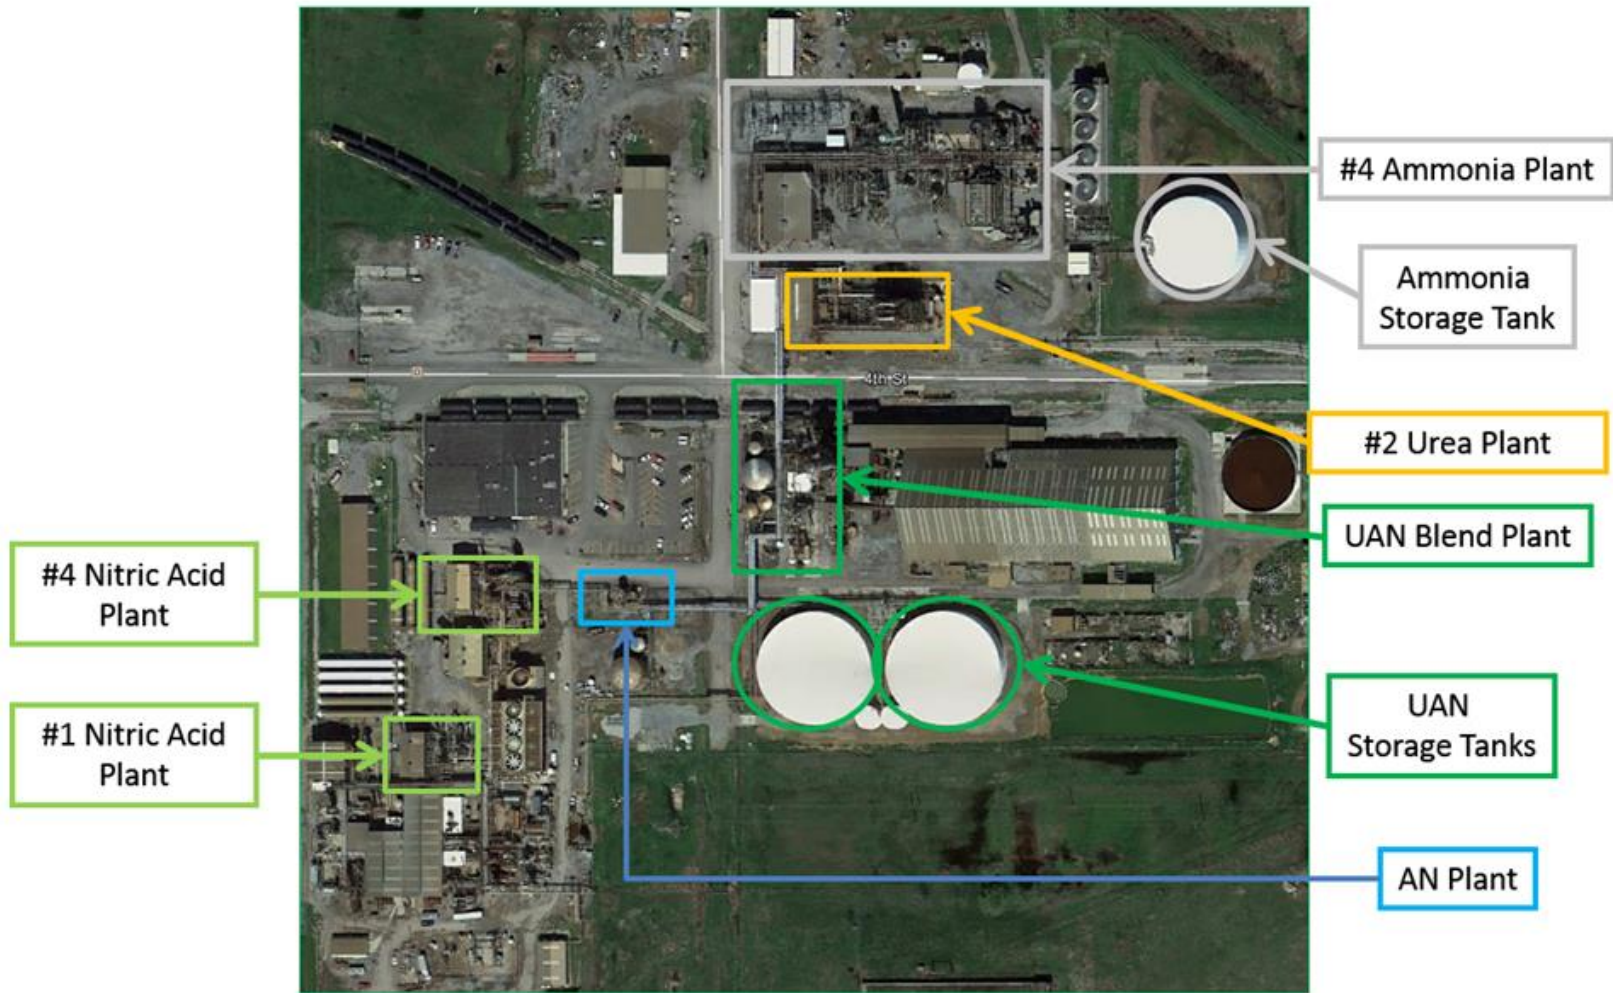 #4 Ammonia Plant
Ammonia
Storage Tank
4th St
#2 Urea Plant
UAN Blend Plant
#4 Nitric Acid
Plant
UAN
Storage Tanks
#1 Nitric Acid
Plant
AN Plant